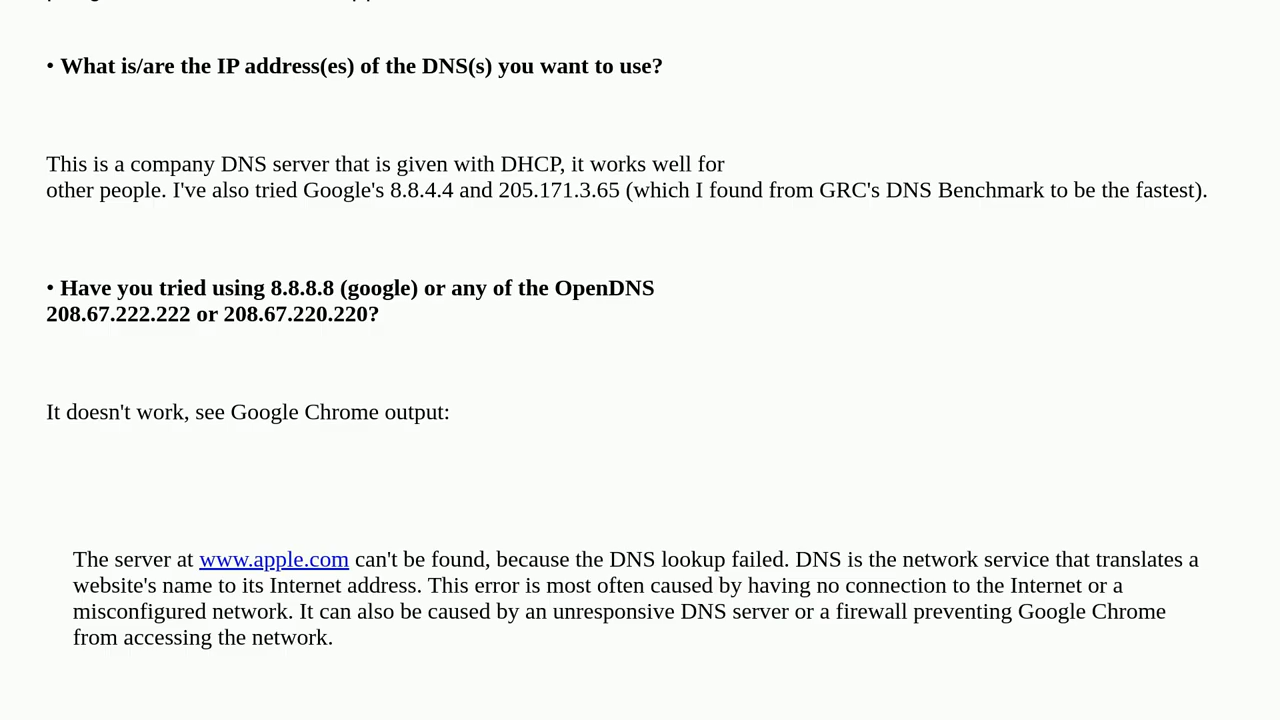 • What is/are the IP address(es) of the DNS(s) you want to use?
This is a company DNS server that is given with DHCP, it works well for
other people. I've also tried Google's 8.8.4.4 and 205.171.3.65 (which I found from GRC's DNS Benchmark to be the fastest).
• Have you tried using 8.8.8.8 (google) or any of the OpenDNS
208.67.222.222 or 208.67.220.220?
It doesn't work, see Google Chrome output:
The server at www.apple.com can't be found, because the DNS lookup failed. DNS is the network service that translates a
website's name to its Internet address. This error is most often caused by having no connection to the Internet or a
misconfigured network. It can also be caused by an unresponsive DNS server or a firewall preventing Google Chrome
from accessing the network.